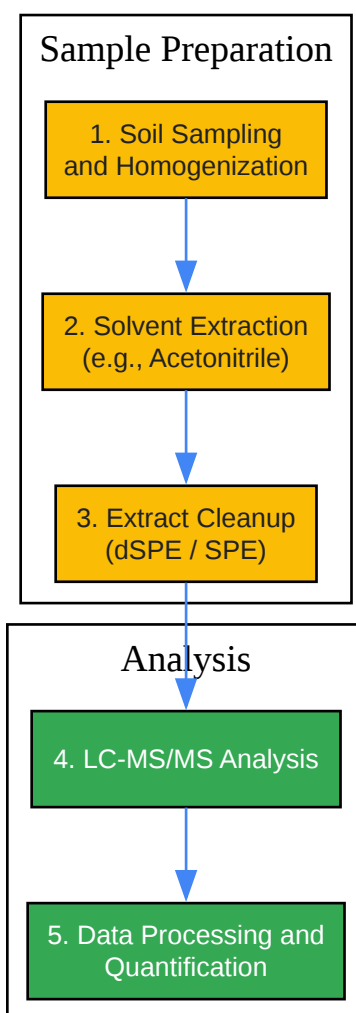 Sample Preparation
1. Soil Sampling
and Homogenization
2. Solvent Extraction
(e.g., Acetonitrile)
3. Extract Cleanup
(dSPE / SPE)
Analysis
4. LC-MS/MS Analysis
5. Data Processing and
Quantification